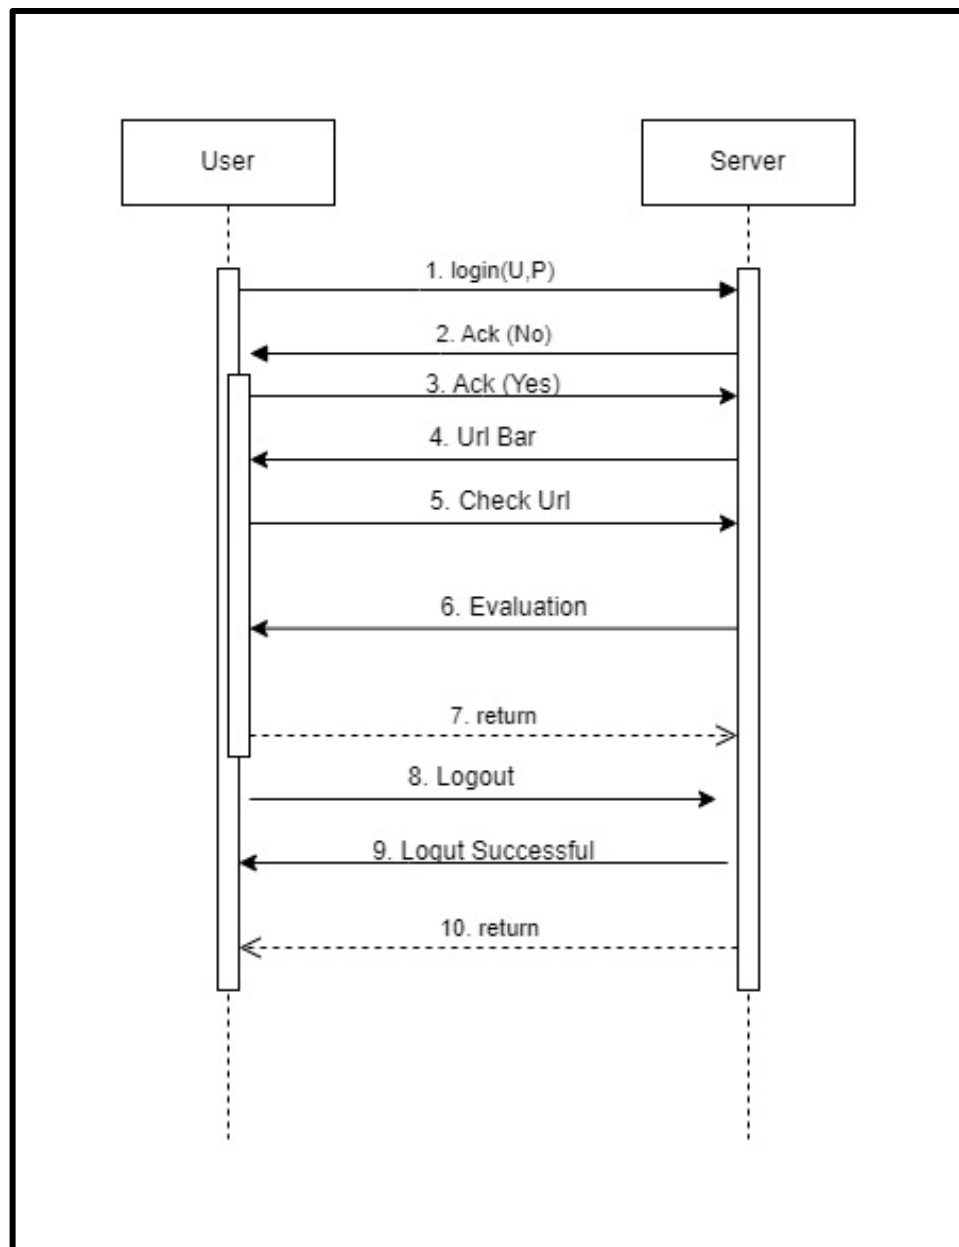 User
Server
1. login(U,P)
2. Ack (No)
3. Ack (Yes)
4. Url Bar
5. Check Url
6. Evaluation
7. return
8. Logout
9. Logut Successful
10. return